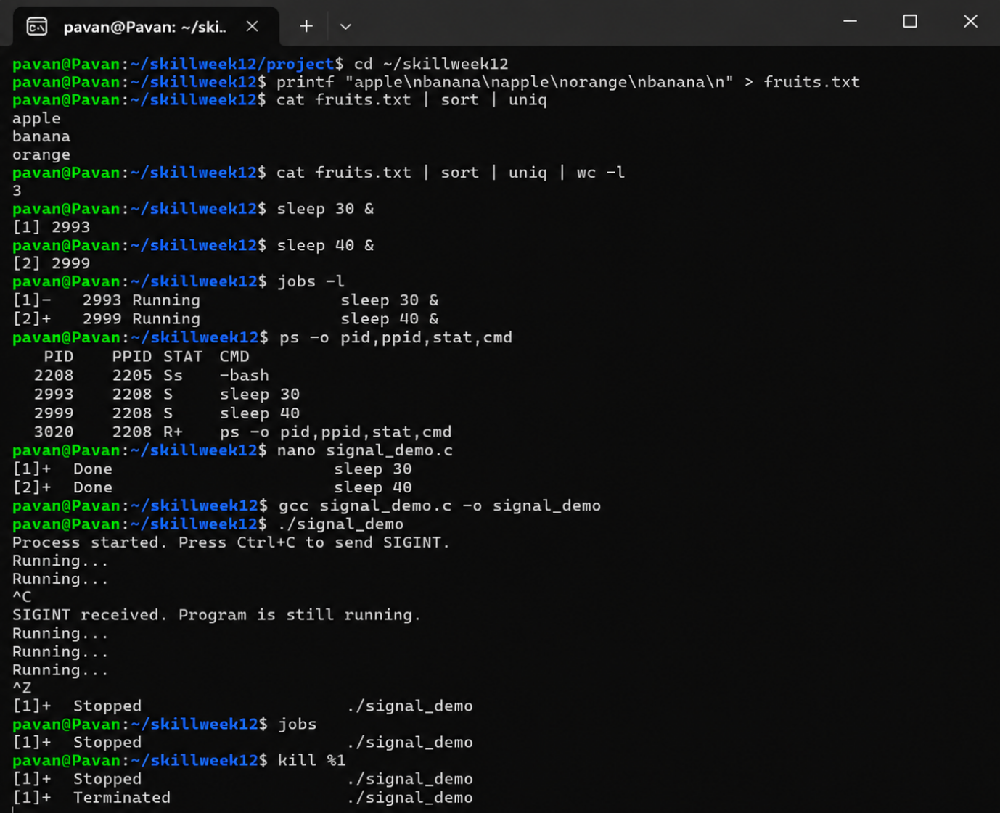 pavan@Pavan: ~/ski..
pavan@Pavan:~/skillweek12/project$ cd ~/skillweek12
pavan@Pavan:~/skillweek12$ printf "apple\nbanana\napple\norange\nbanana\n" > fruits.txt
pavan@Pavan:~/skillweek12$ cat fruits.txt | sort | uniq
apple
banana
orange
pavan@Pavan:~/skillweek12$ cat fruits.txt | sort | uniq | wc -l
3
pavan@Pavan:~/skillweek12$ sleep 30 &
[1] 2993
pavan@Pavan:~/skillweek12$ sleep 40 &
[2] 2999
pavan@Pavan:~/skillweek12$ jobs -l
[1]-   2993 Running              sleep 30 &
[2]+   2999 Running              sleep 40 &
pavan@Pavan:~/skillweek12$ ps -o pid,ppid,stat,cmd
   PID    PPID STAT  CMD
  2208    2205 Ss    -bash
  2993    2208 S     sleep 30
  2999    2208 S     sleep 40
  3020    2208 R+    ps -o pid,ppid,stat,cmd
pavan@Pavan:~/skillweek12$ nano signal_demo.c
[1]+  Done                       sleep 30
[2]+  Done                       sleep 40
pavan@Pavan:~/skillweek12$ gcc signal_demo.c -o signal_demo
pavan@Pavan:~/skillweek12$ ./signal_demo
Process started. Press Ctrl+C to send SIGINT.
Running...
Running...
^C
SIGINT received. Program is still running.
Running...
Running...
Running...
^Z
[1]+  Stopped                    ./signal_demo
pavan@Pavan:~/skillweek12$ jobs
[1]+  Stopped                    ./signal_demo
pavan@Pavan:~/skillweek12$ kill %1
[1]+  Stopped                    ./signal_demo
[1]+  Terminated                 ./signal_demo